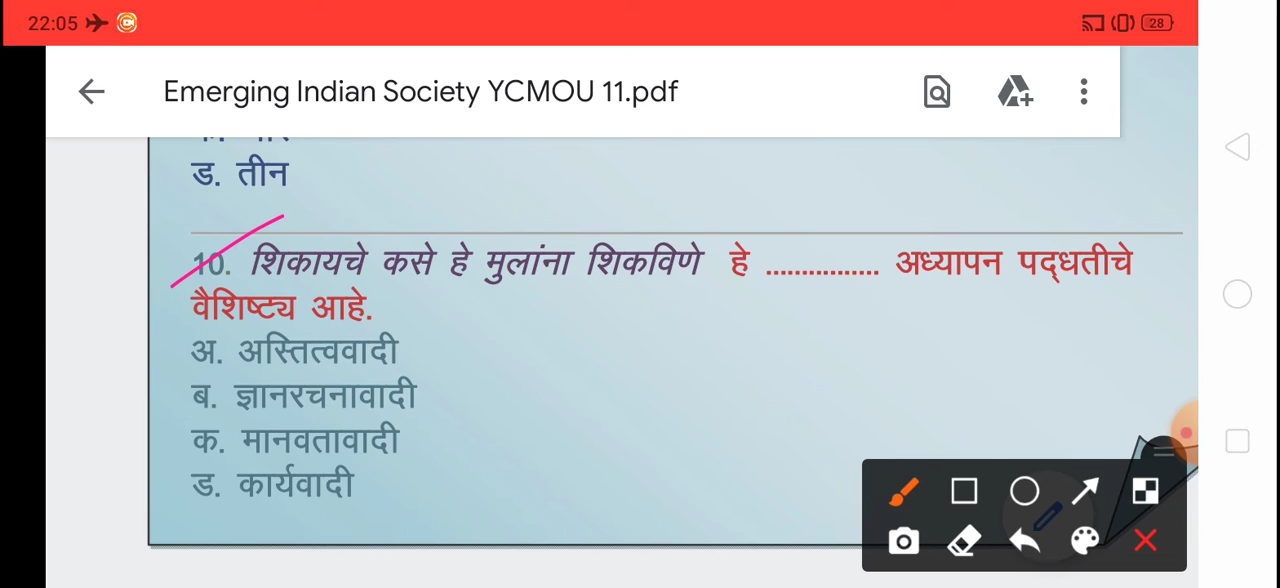 22:05
28
Emerging Indian Society YCMOU 11.pdf
ड. तीन
10. शिकायचे कसे हे मुलांना शिकविणे हे ................ अध्यापन पद्धतीचे
वैशिष्ट्य आहे.
अ. अस्तित्ववादी
ब. ज्ञानरचनावादी
क. मानवतावादी
ड. कार्यवादी